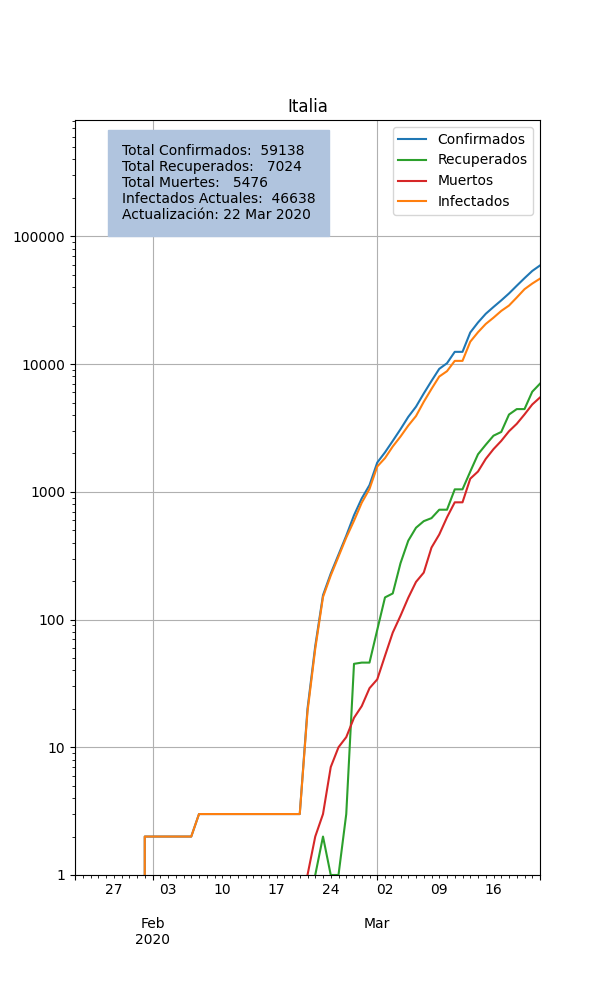 Italia
Total Confirmados:  59138
Total Recuperados:   7024
Total Muertes:   5476
Infectados Actuales:  46638
Actualización: 22 Mar 2020
Confirmados
Recuperados
Muertos
Infectados
100000
10000
1000
100
10
1
27 03 10 17 24 02 09 16
Feb Mar
2020